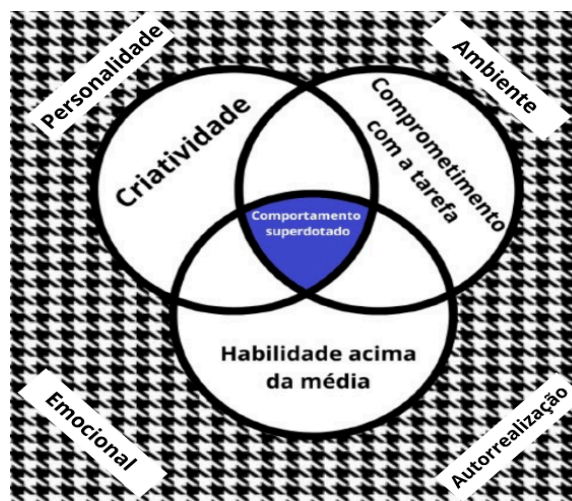 Personalidade
Ambiente
Criatividade
Comprometimento
com a tarefa
Comportamento
superdotado
Habilidade acima
da média
Emocional
Autorrealização